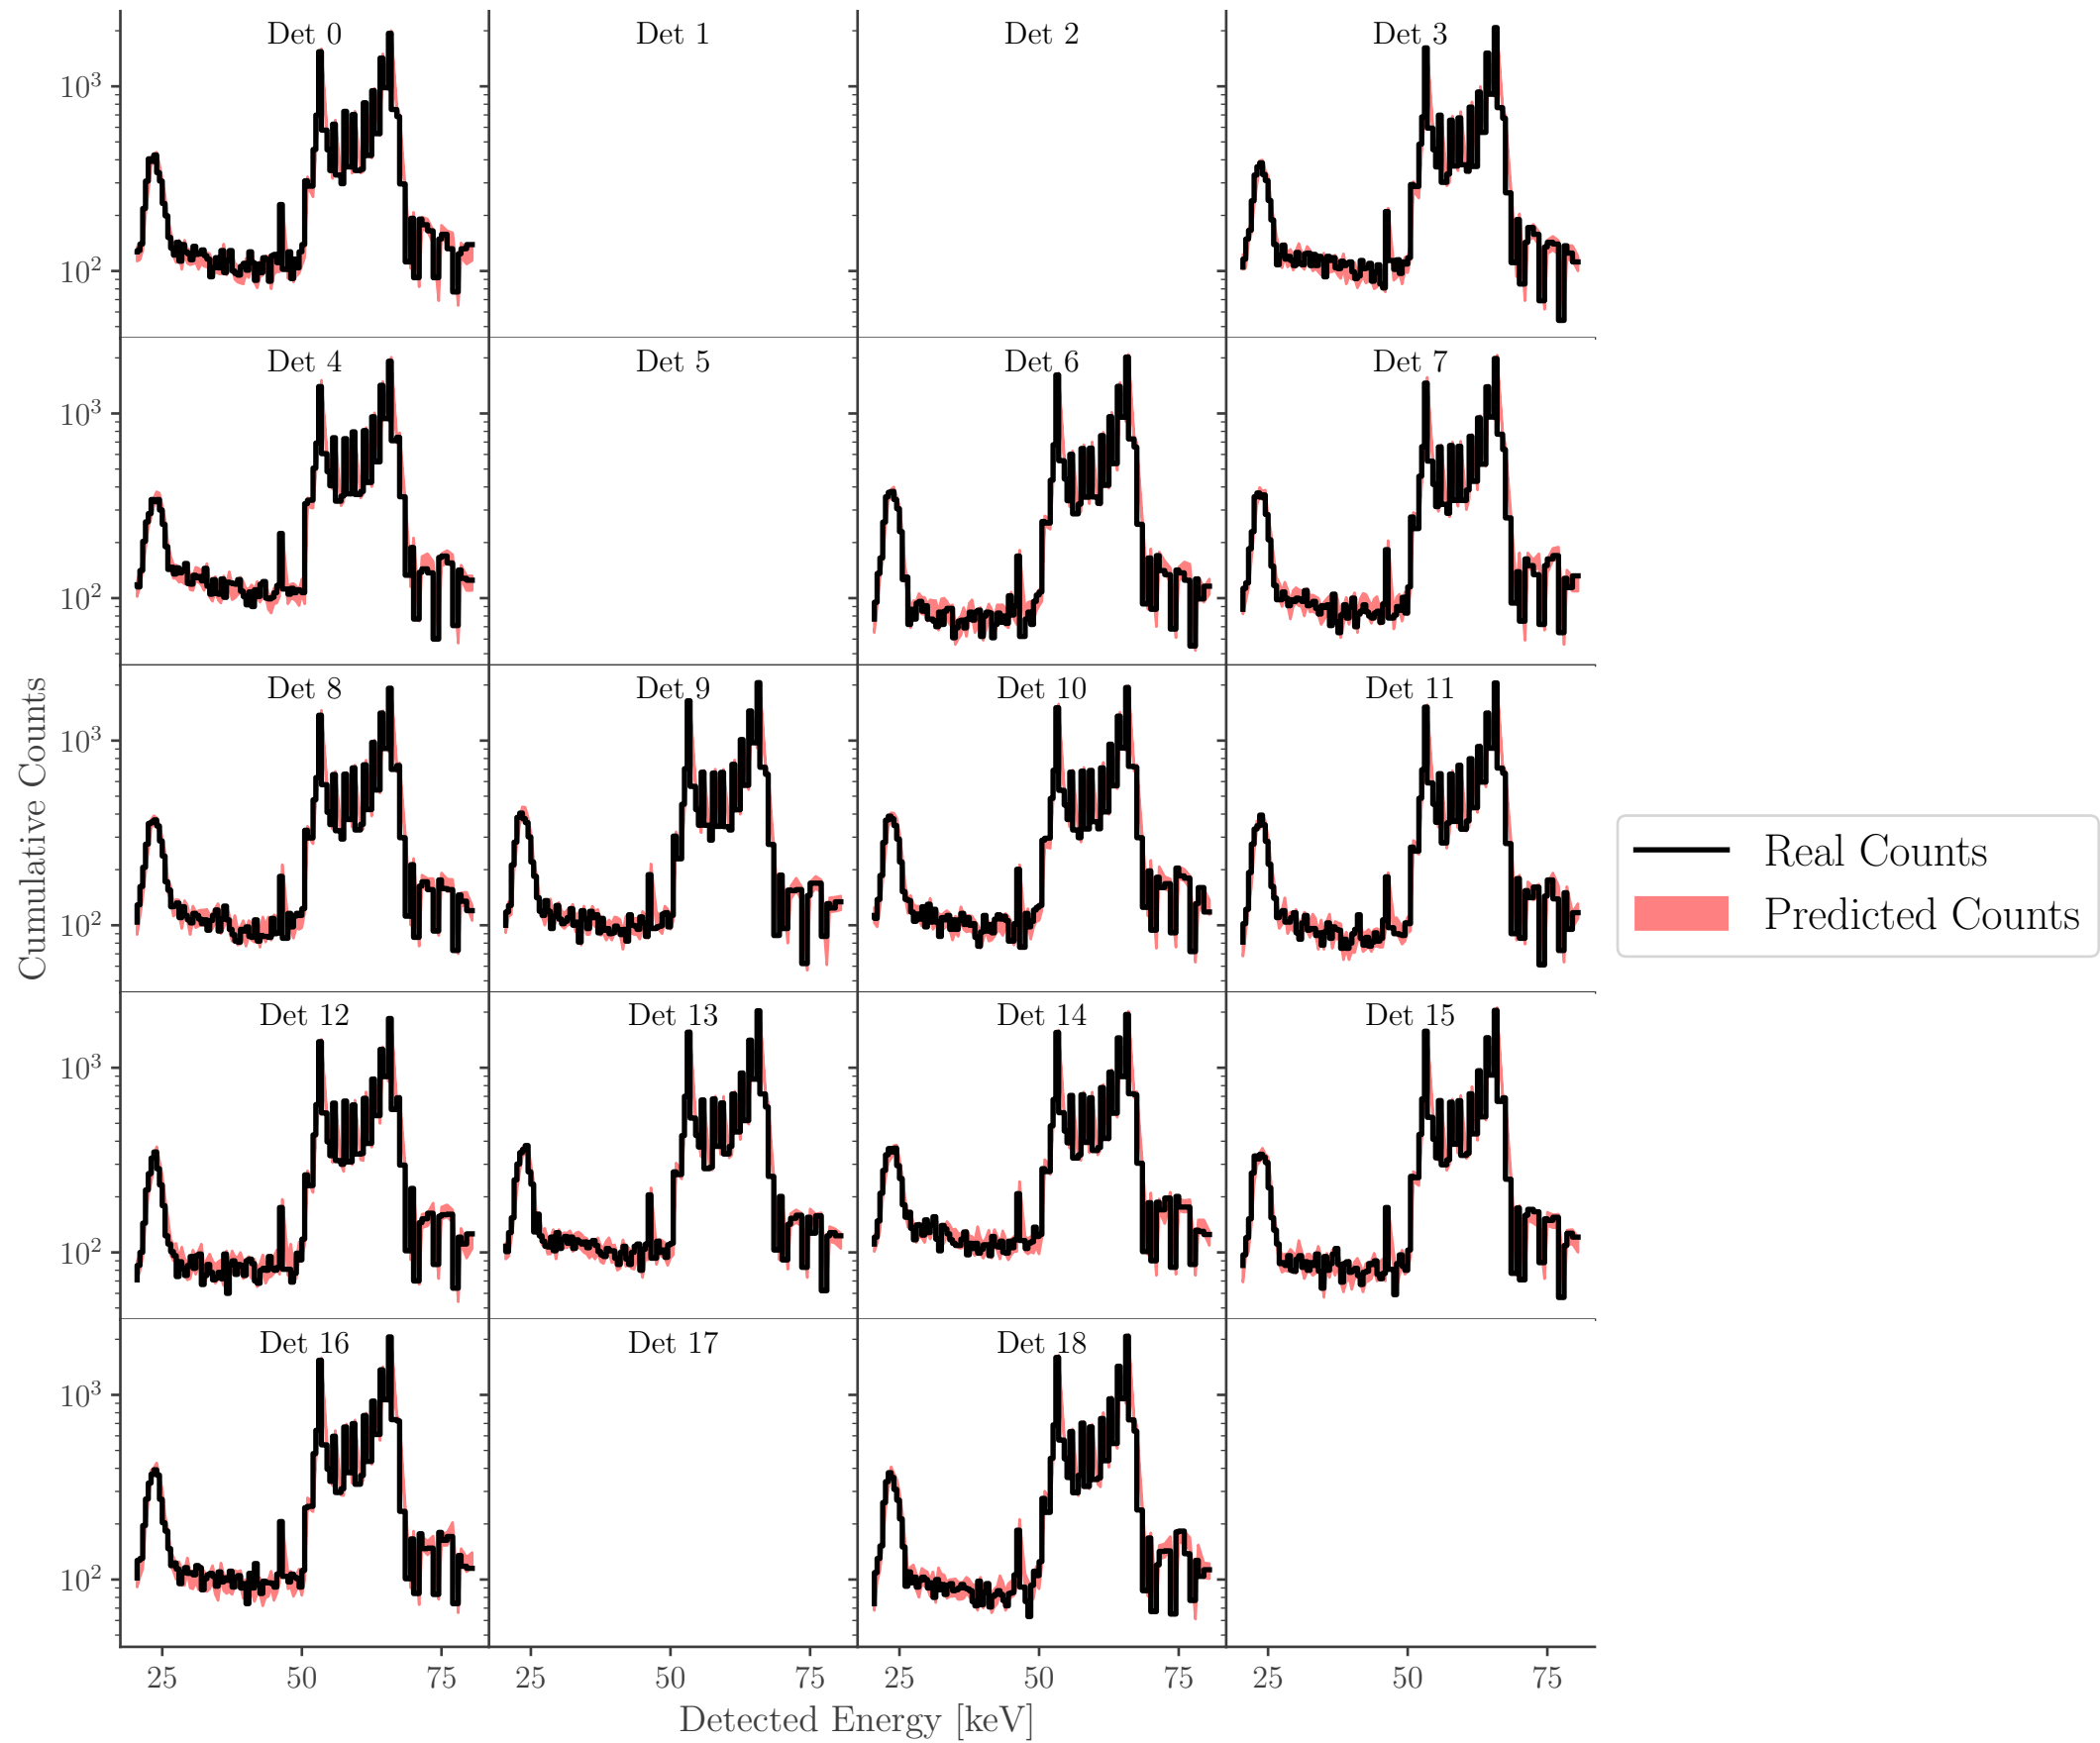 Det 0
Det 1
Det 2
Det 3
10³
10²
Det 4
Det 5
Det 6
Det 7
10³
10²
Det 8
Det 9
Det 10
Det 11
10³
10²
Cumulative Counts
Real Counts
Predicted Counts
Det 12
Det 13
Det 14
Det 15
10³
10²
Det 16
Det 17
Det 18
10³
10²
25 50 75 25 50 75 25 50 75 25 50 75
Detected Energy [keV]